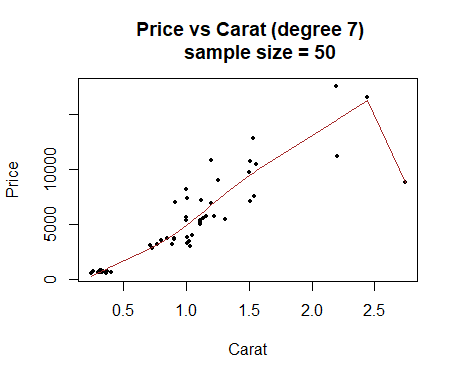 Price vs Carat (degree 7)
sample size = 50
Price
10000
5000
0
0.5 1.0 1.5 2.0 2.5
Carat